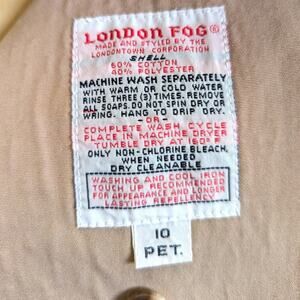 LONDON FOG®
MADE AND STYLED BY THE
LONDONTOWN CORPORATION
SHELL
60% COTTON
40% POLYESTER
MACHINE WASH SEPARATELY
WITH WARM OR COLD WATER
RINSE THREE (3) TIMES. REMOVE
ALL SOAPS. DO NOT SPIN DRY OR
WRING. HANG TO DRIP DRY.
-OR-
COMPLETE WASH CYCLE
PLACE IN MACHINE DRYER
TUMBLE DRY AT 160° F
ONLY NON-CHLORINE BLEACH,
WHEN NEEDED
DRY CLEANABLE
WASHING AND COOL IRON
TOUCH UP RECOMMENDED
FOR APPEARANCE AND LONGER
LASTING REPELLENCY
10
PET.